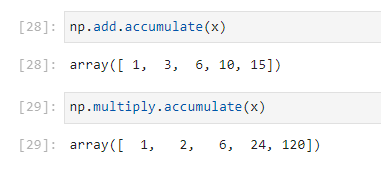 [28]: np.add.accumulate(x)
[28]: array([ 1,  3,  6, 10, 15])
[29]: np.multiply.accumulate(x)
[29]: array([  1,   2,   6,  24, 120])